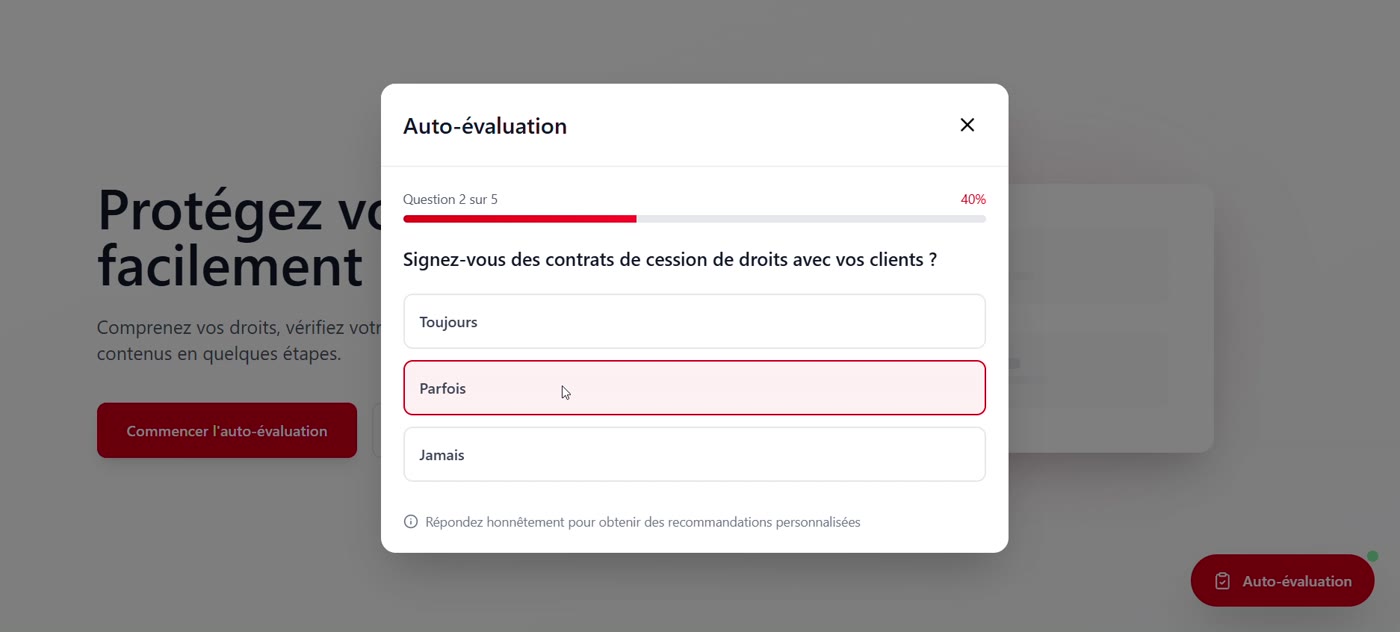 Auto-évaluation
Question 2 sur 5
40%
Signez-vous des contrats de cession de droits avec vos clients ?
Toujours
Parfois
Jamais
Répondez honnêtement pour obtenir des recommandations personnalisées
Protégez
facilement
Comprenez vos droits, vérifiez
contenus en quelques étapes.
Commencer l'auto-évaluation
Auto-évaluation